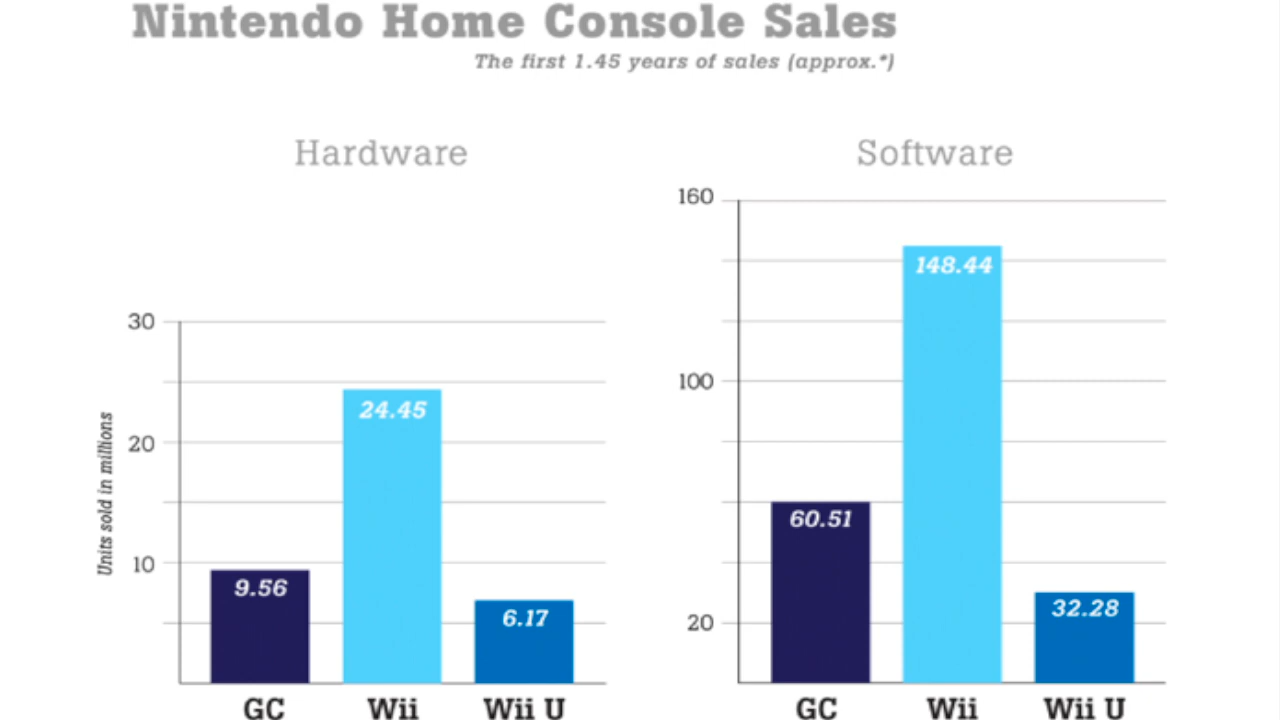 Nintendo Home Console Sales
The first 1.45 years of sales (approx.*)
Hardware
30
20
10
Units sold in millions
9.56
24.45
6.17
GC Wii Wii U
Software
160
100
20
60.51
148.44
32.28
GC Wii Wii U